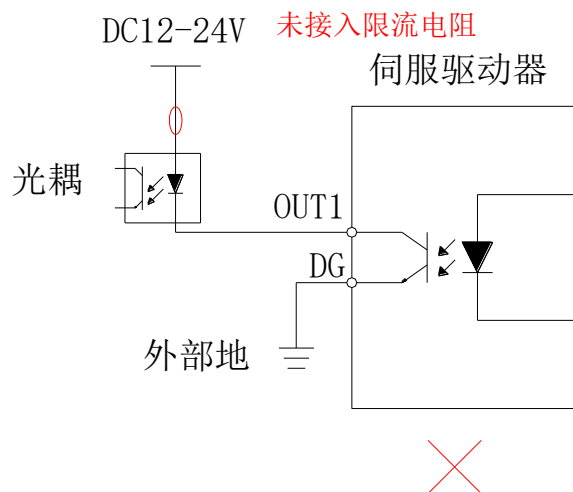 DC12-24V 未接入限流电阻
伺服驱动器
光耦
OUT1
DG
外部地